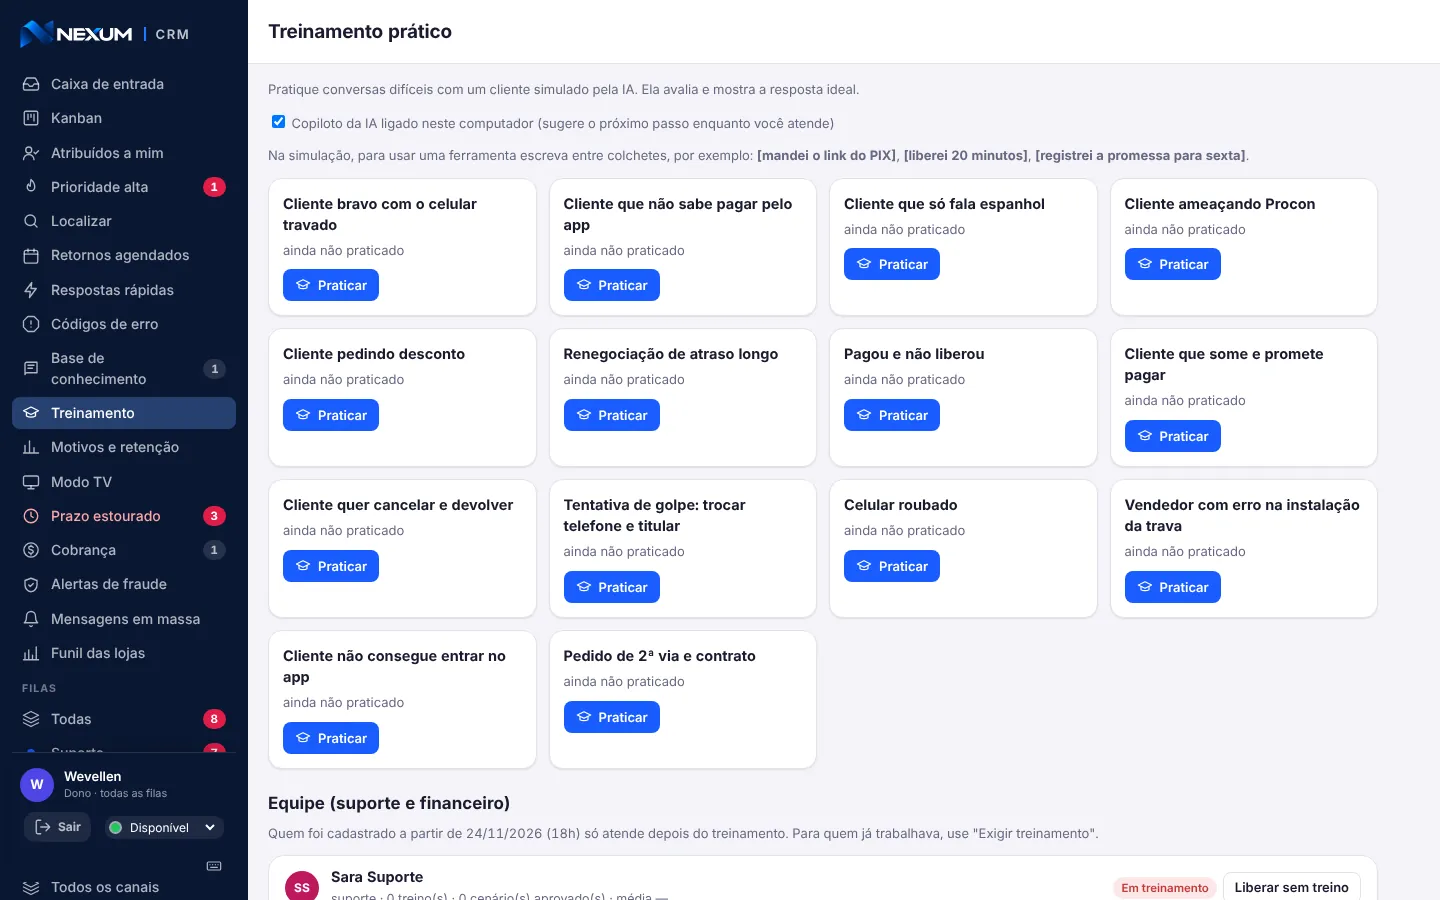 NEXUM | CRM
Caixa de entrada
Kanban
Atribuídos a mim
Prioridade alta 1
Localizar
Retornos agendados
Respostas rápidas
Códigos de erro
Base de
conhecimento 1
Treinamento
Motivos e retenção
Modo TV
Prazo estourado 3
Cobrança 1
Alertas de fraude
Mensagens em massa
Funil das lojas
FILAS
Todas 8
Suporte 7
W
Wevellen
Dono · todas as filas
Sair
Disponível
Todos os canais
Treinamento prático
Pratique conversas difíceis com um cliente simulado pela IA. Ela avalia e mostra a resposta ideal.
Copiloto da IA ligado neste computador (sugere o próximo passo enquanto você atende)
Na simulação, para usar uma ferramenta escreva entre colchetes, por exemplo: [mandei o link do PIX], [liberei 20 minutos], [registrei a promessa para sexta].
Cliente bravo com o celular
travado
ainda não praticado
Praticar
Cliente que não sabe pagar pelo
app
ainda não praticado
Praticar
Cliente que só fala espanhol
ainda não praticado
Praticar
Cliente ameaçando Procon
ainda não praticado
Praticar
Cliente pedindo desconto
ainda não praticado
Praticar
Renegociação de atraso longo
ainda não praticado
Praticar
Pagou e não liberou
ainda não praticado
Praticar
Cliente que some e promete
pagar
ainda não praticado
Praticar
Cliente quer cancelar e devolver
ainda não praticado
Praticar
Tentativa de golpe: trocar
telefone e titular
ainda não praticado
Praticar
Celular roubado
ainda não praticado
Praticar
Vendedor com erro na instalação
da trava
ainda não praticado
Praticar
Cliente não consegue entrar no
app
ainda não praticado
Praticar
Pedido de 2ª via e contrato
ainda não praticado
Praticar
Equipe (suporte e financeiro)
Quem foi cadastrado a partir de 24/11/2026 (18h) só atende depois do treinamento. Para quem já trabalhava, use "Exigir treinamento".
SS
Sara Suporte
suporte · 0 treino(s) · 0 cenário(s) aprovado(s) · média —
Em treinamento
Liberar sem treino